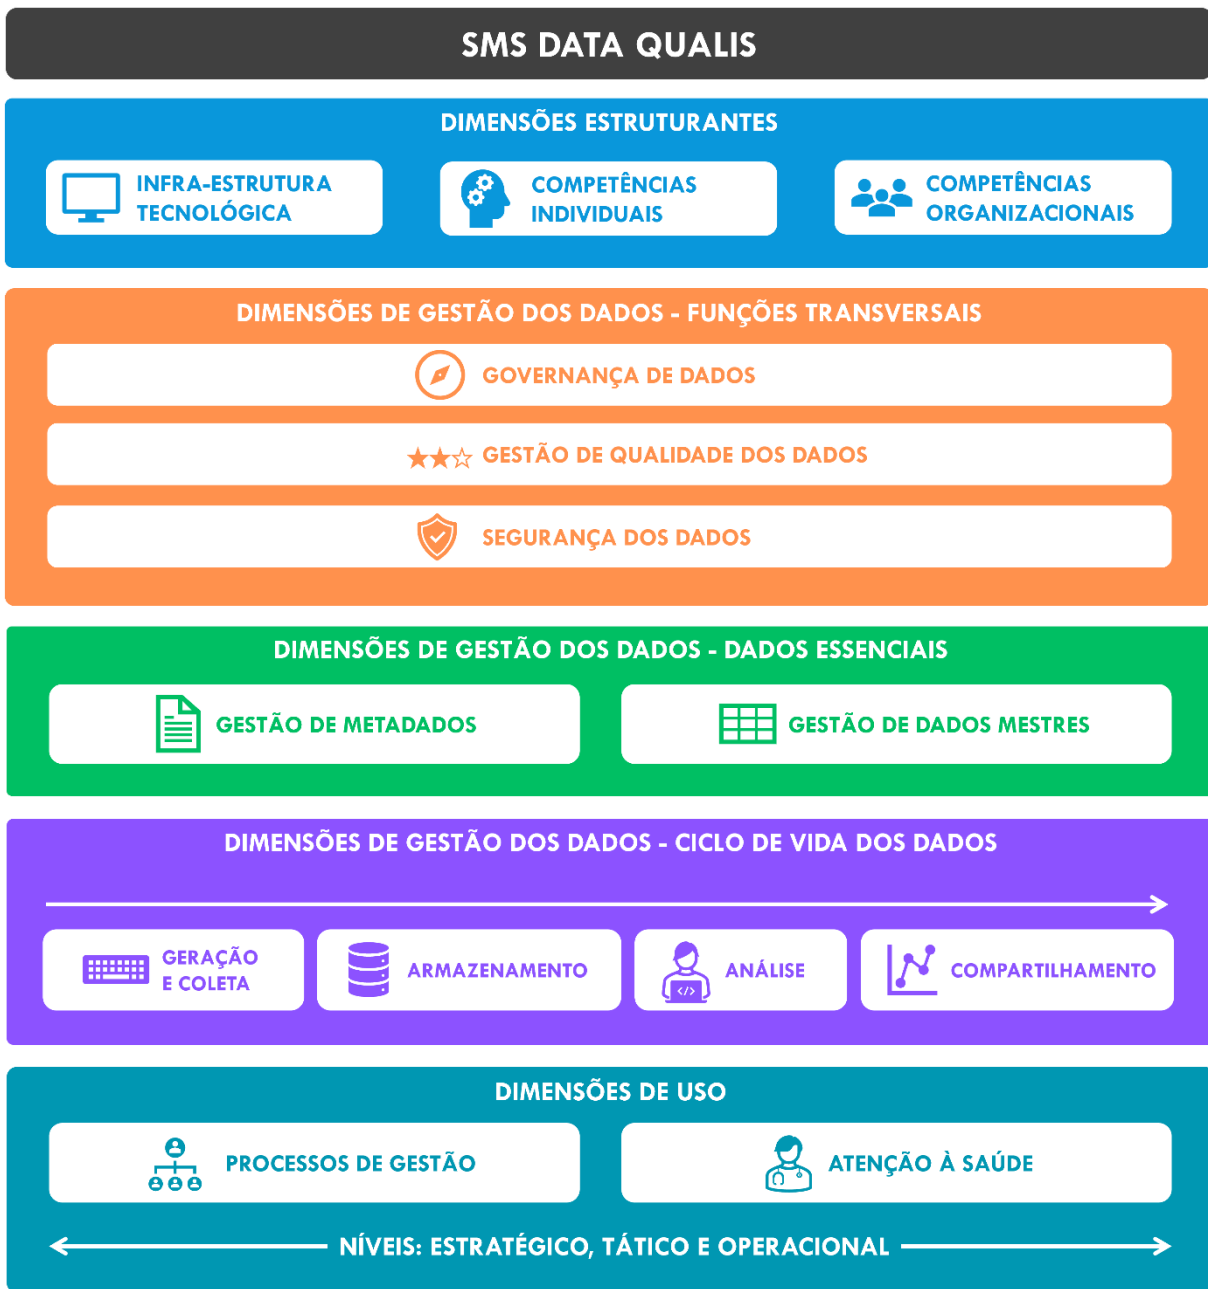 SMS DATA QUALIS
DIMENSÕES ESTRUTURANTES
INFRA-ESTRUTURA
TECNOLÓGICA
COMPETÊNCIAS
INDIVIDUAIS
COMPETÊNCIAS
ORGANIZACIONAIS
DIMENSÕES DE GESTÃO DOS DADOS - FUNÇÕES TRANSVERSAIS
GOVERNANÇA DE DADOS
GESTÃO DE QUALIDADE DOS DADOS
SEGURANÇA DOS DADOS
DIMENSÕES DE GESTÃO DOS DADOS - DADOS ESSENCIAIS
GESTÃO DE METADADOS
GESTÃO DE DADOS MESTRES
DIMENSÕES DE GESTÃO DOS DADOS - CICLO DE VIDA DOS DADOS
GERAÇÃO
E COLETA
ARMAZENAMENTO
</>
ANÁLISE
COMPARTILHAMENTO
DIMENSÕES DE USO
PROCESSOS DE GESTÃO
ATENÇÃO À SAÚDE
NÍVEIS: ESTRATÉGICO, TÁTICO E OPERACIONAL